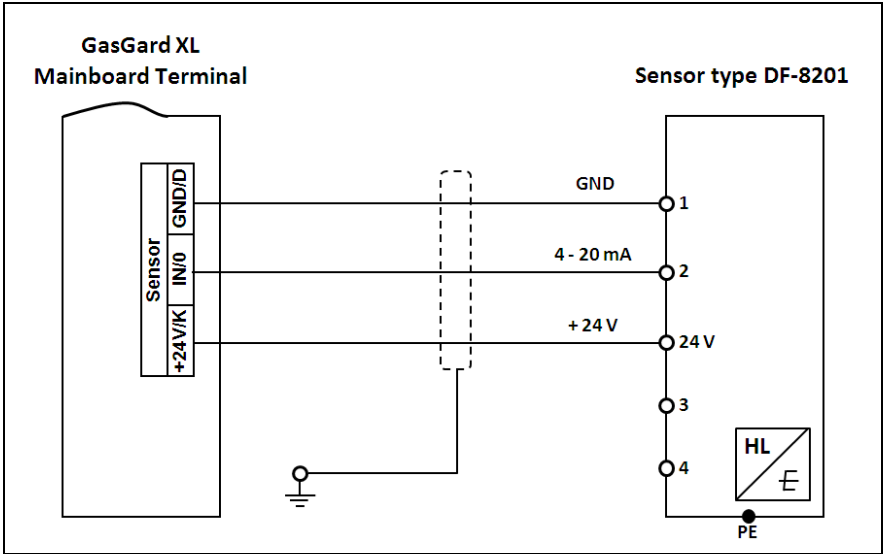 GasGard XL
Mainboard Terminal
Sensor type DF-8201
Sensor
GND/D
IN/0
+24V/K
GND
4 - 20 mA
+ 24 V
1
2
24 V
3
4
HL
E
PE